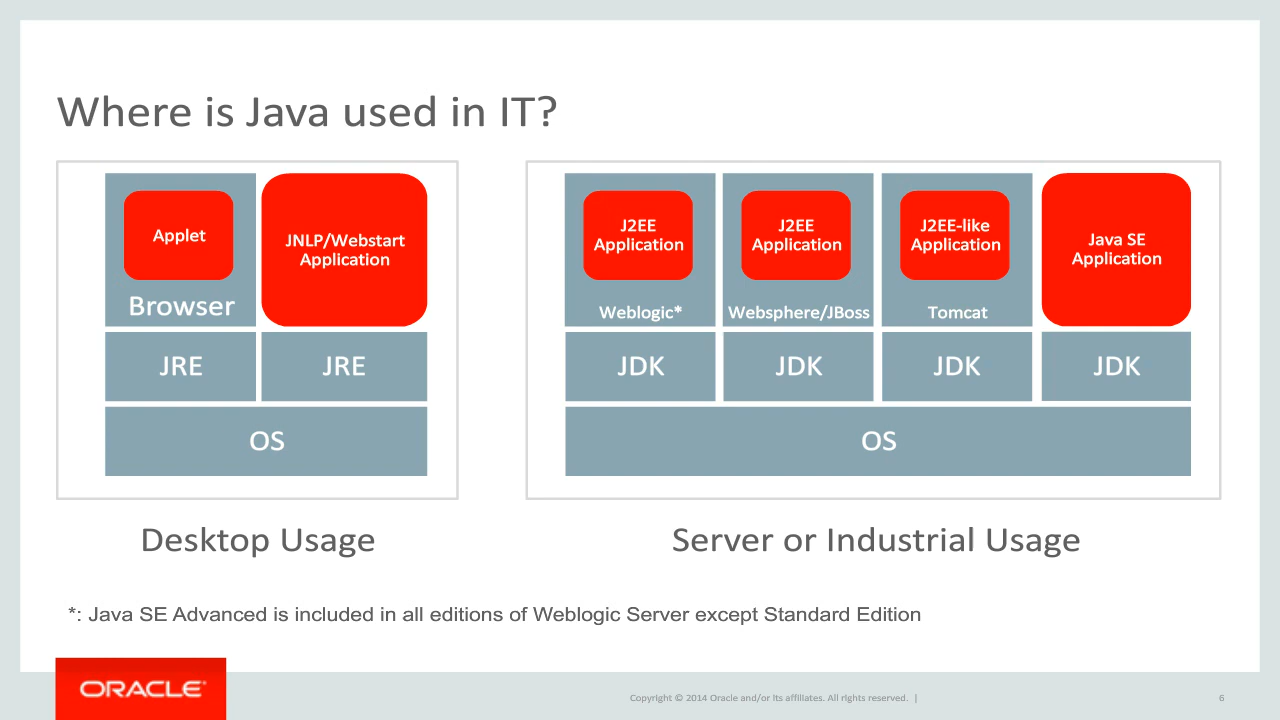 Where is Java used in IT?
Applet
Browser
JNLP/Webstart
Application
JRE
JRE
OS
Desktop Usage
J2EE
Application
Weblogic*
J2EE
Application
Websphere/JBoss
J2EE-like
Application
Tomcat
Java SE
Application
JDK
JDK
JDK
JDK
OS
Server or Industrial Usage
*: Java SE Advanced is included in all editions of Weblogic Server except Standard Edition
ORACLE®
Copyright © 2014 Oracle and/or its affiliates. All rights reserved. |
6